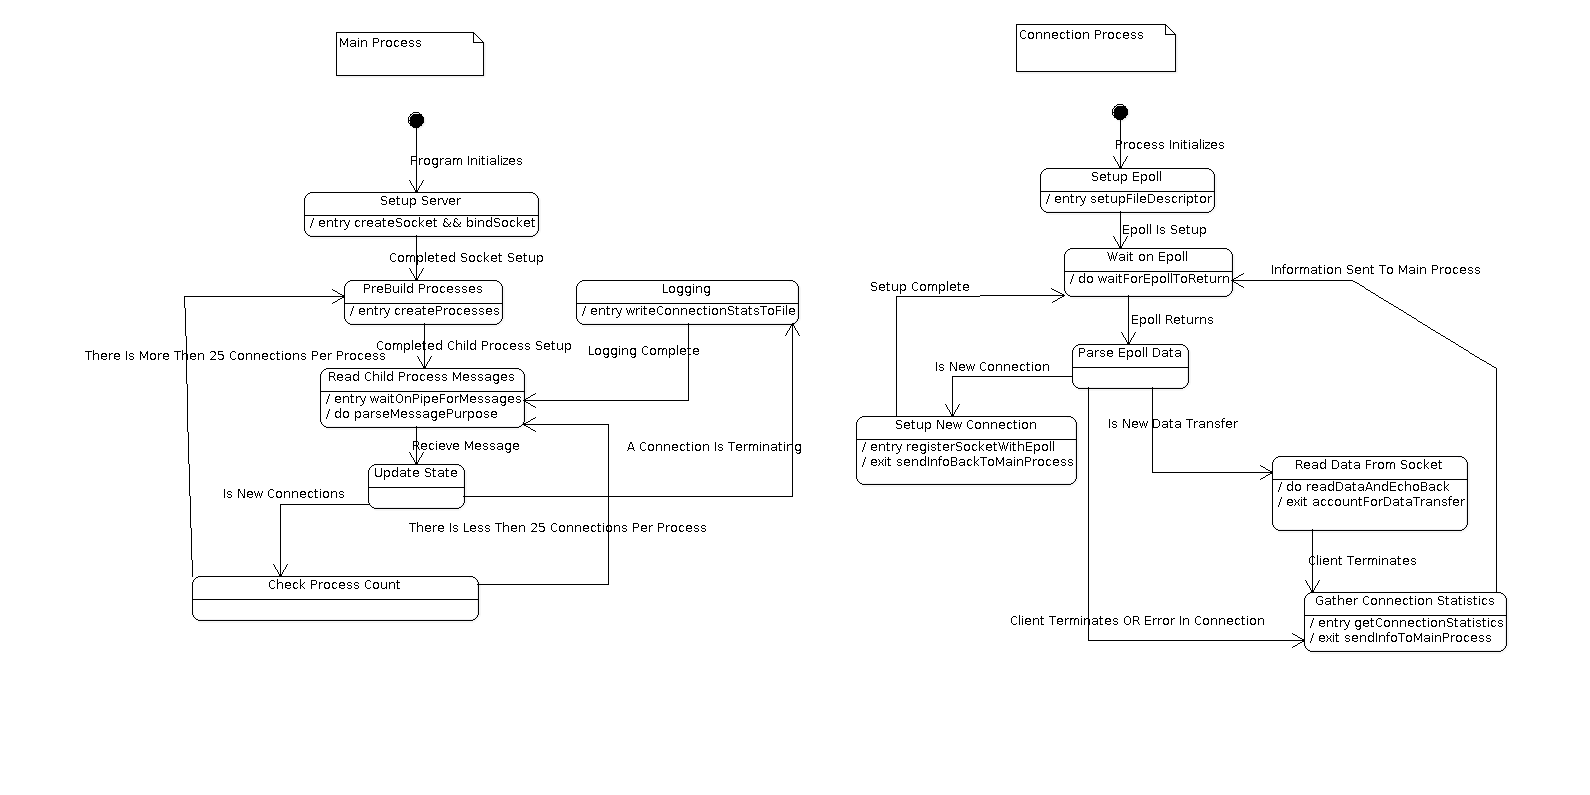 Main Process
Program Initializes
Setup Server
/ entry createSocket && bindSocket
Completed Socket Setup
PreBuild Processes
/ entry createProcesses
Logging
/ entry writeConnectionStatsToFile
Completed Child Process Setup
Logging Complete
There Is More Then 25 Connections Per Process
Read Child Process Messages
/ entry waitOnPipeForMessages
/ do parseMessagePurpose
Recieve Message
A Connection Is Terminating
Update State
Is New Connections
There Is Less Then 25 Connections Per Process
Check Process Count
Connection Process
Process Initializes
Setup Epoll
/ entry setupFileDescriptor
Epoll Is Setup
Wait on Epoll
/ do waitForEpollToReturn
Information Sent To Main Process
Setup Complete
Epoll Returns
Parse Epoll Data
Is New Connection
Setup New Connection
/ entry registerSocketWithEpoll
/ exit sendInfoBackToMainProcess
Is New Data Transfer
Read Data From Socket
/ do readDataAndEchoBack
/ exit accountForDataTransfer
Client Terminates
Gather Connection Statistics
/ entry getConnectionStatistics
/ exit sendInfoToMainProcess
Client Terminates OR Error In Connection